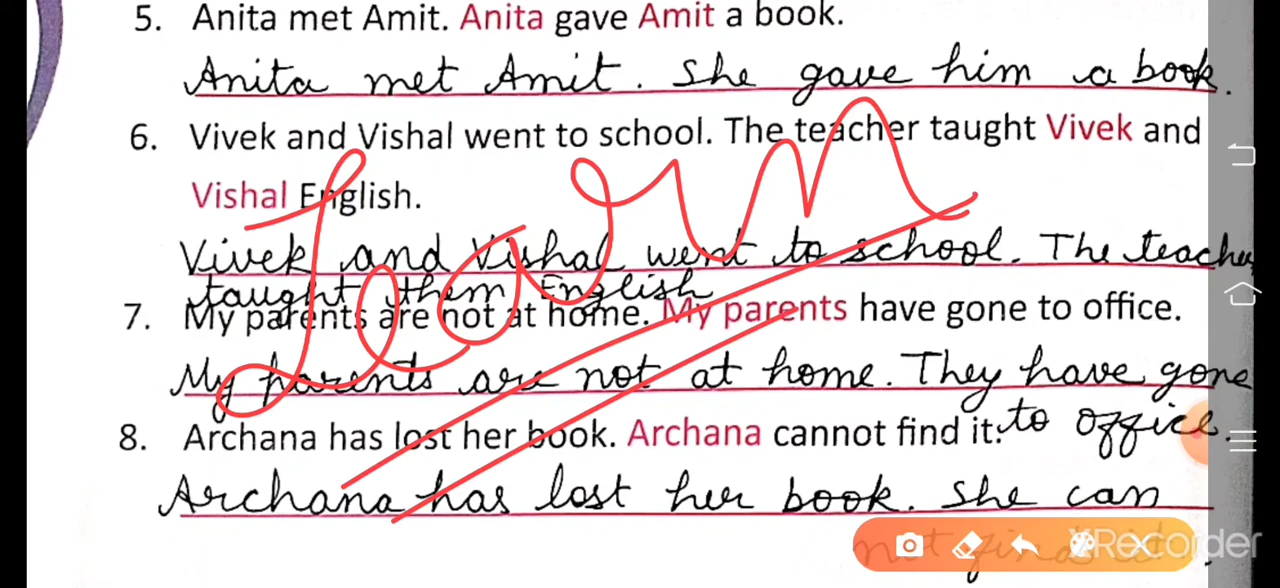 5. Anita met Amit. Anita gave Amit a book.
Anita met Amit. She gave him a book.
6. Vivek and Vishal went to school. The teacher taught Vivek and
Vishal English.
Vivek and Vishal went to school. The teacher
taught them English
7. My parents are not at home. My parents have gone to office.
My parents are not at home. They have gone
to office.
8. Archana has lost her book. Archana cannot find it.
Archana has lost her book. She can
not find it.
Learn
XRecorder